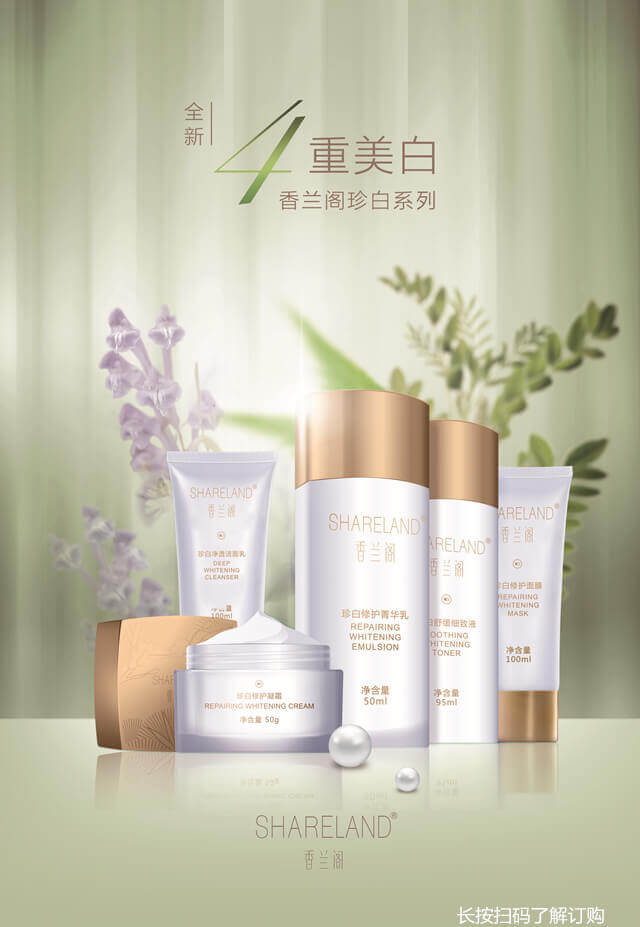 全新
4重美白
香兰阁珍白系列
SHARELAND®
香兰阁
珍白净透洁面乳
DEEP
WHITENING
CLEANSER
净含量
100ml
SHARELAND
珍白修护凝霜
REPAIRING WHITENING CREAM
净含量 50g
SHARELAND®
香兰阁
珍白修护菁华乳
REPAIRING
WHITENING
EMULSION
净含量
50ml
ARELAND®
兰阁
白舒缓细致液
OOTHING
HITENING
TONER
净含量
95ml
ARELAND®
香兰阁
珍白修护面膜
REPAIRING
WHITENING
MASK
净含量
100ml
SHARELAND®
香兰阁
长按扫码了解订购